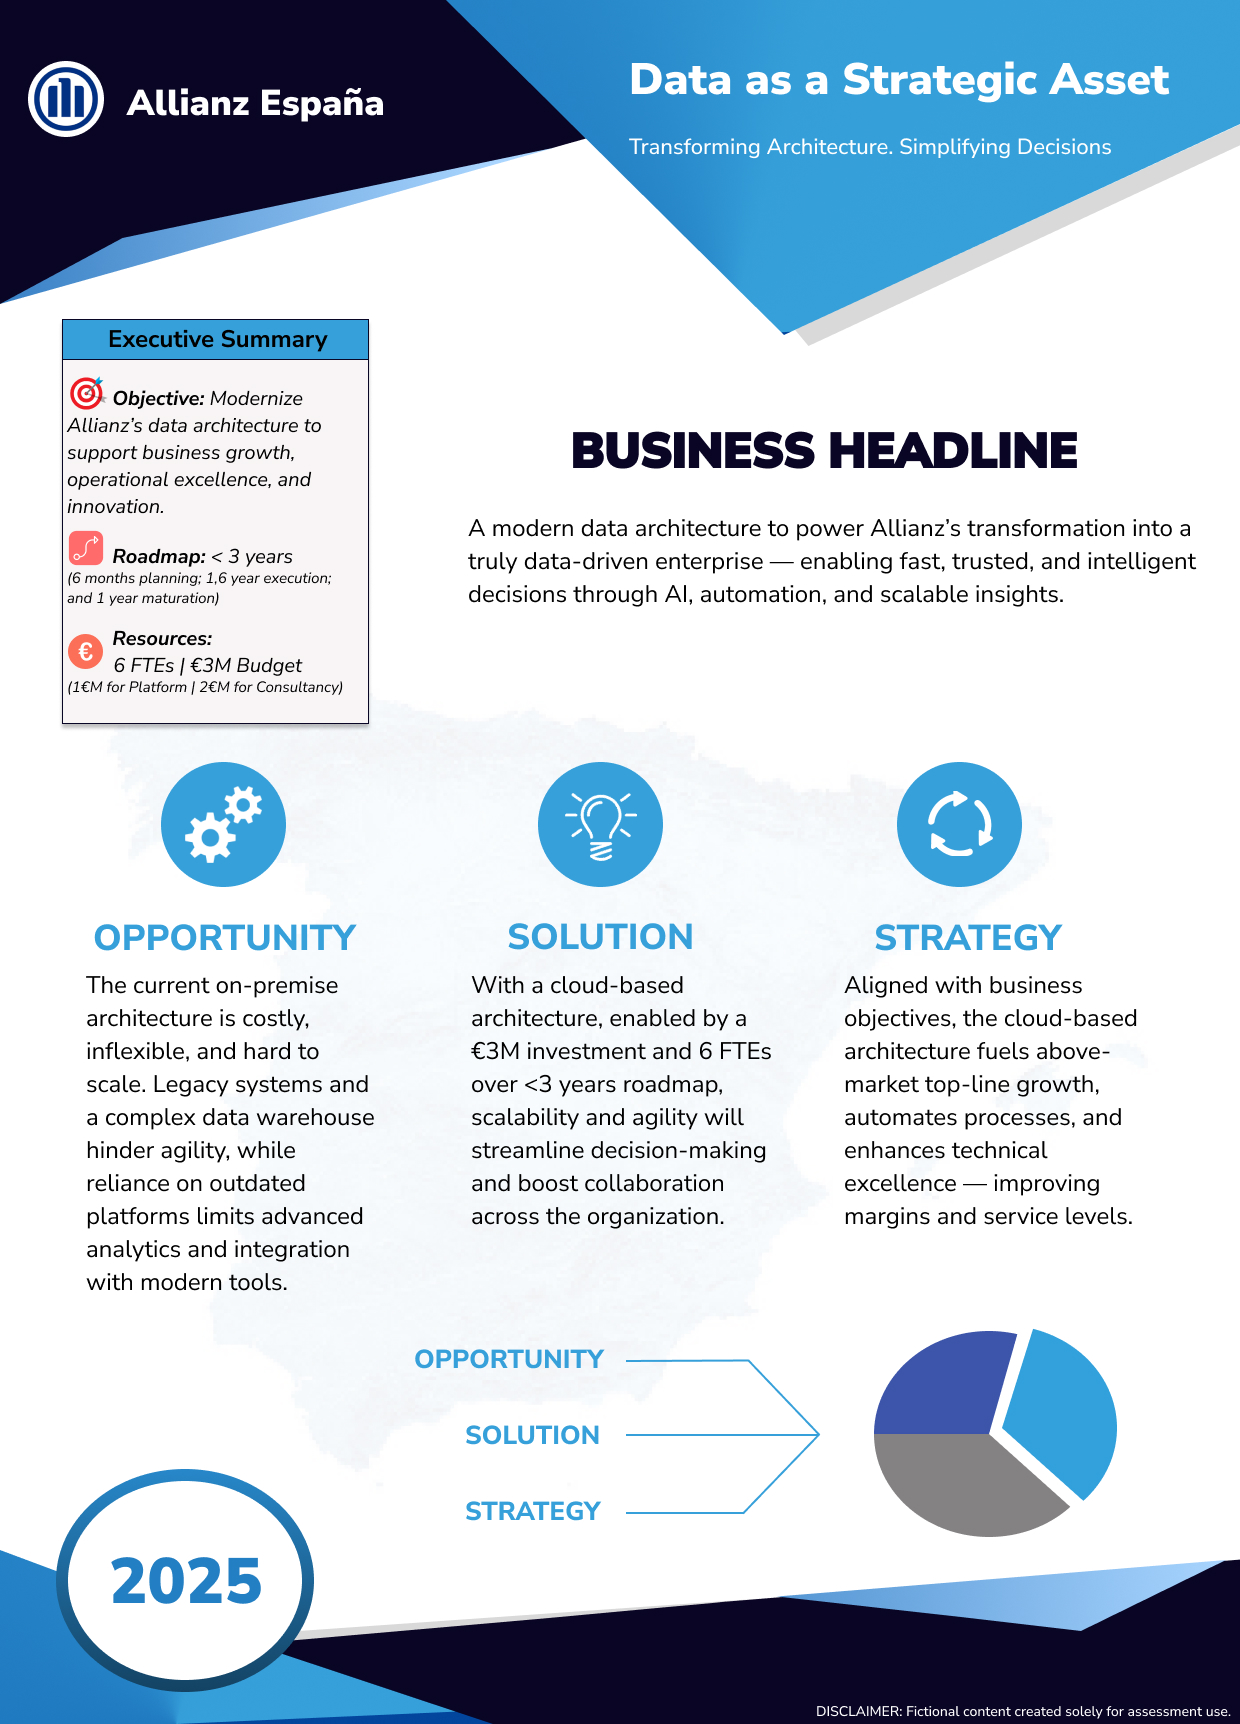 Allianz España
Data as a Strategic Asset
Transforming Architecture. Simplifying Decisions
Executive Summary
Objective: Modernize
Allianz’s data architecture to
support business growth,
operational excellence, and
innovation.
Roadmap: < 3 years
(6 months planning; 1,6 year execution;
and 1 year maturation)
€
Resources:
6 FTEs | €3M Budget
(1€M for Platform | 2€M for Consultancy)
BUSINESS HEADLINE
A modern data architecture to power Allianz’s transformation into a
truly data-driven enterprise — enabling fast, trusted, and intelligent
decisions through AI, automation, and scalable insights.
OPPORTUNITY
The current on-premise
architecture is costly,
inflexible, and hard to
scale. Legacy systems and
a complex data warehouse
hinder agility, while
reliance on outdated
platforms limits advanced
analytics and integration
with modern tools.
SOLUTION
With a cloud-based
architecture, enabled by a
€3M investment and 6 FTEs
over <3 years roadmap,
scalability and agility will
streamline decision-making
and boost collaboration
across the organization.
STRATEGY
Aligned with business
objectives, the cloud-based
architecture fuels above-
market top-line growth,
automates processes, and
enhances technical
excellence — improving
margins and service levels.
OPPORTUNITY
SOLUTION
STRATEGY
2025
DISCLAIMER: Fictional content created solely for assessment use.